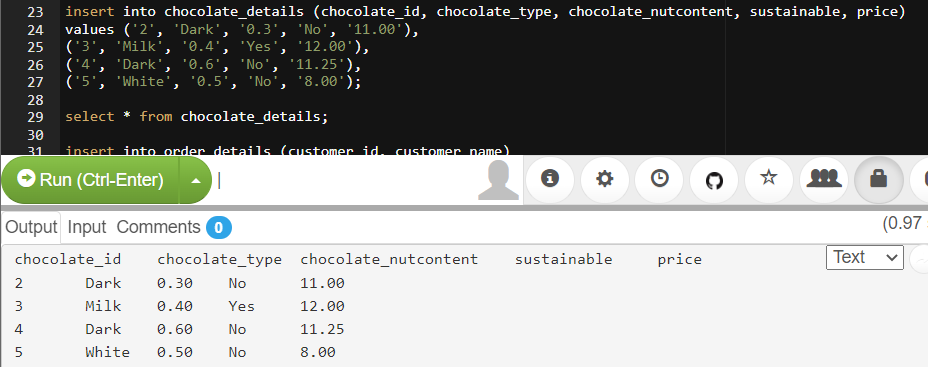 23 insert into chocolate_details (chocolate_id, chocolate_type, chocolate_nutcontent, sustainable, price)
24 values ('2', 'Dark', '0.3', 'No', '11.00'),
25 ('3', 'Milk', '0.4', 'Yes', '12.00'),
26 ('4', 'Dark', '0.6', 'No', '11.25'),
27 ('5', 'White', '0.5', 'No', '8.00');
28
29 select * from chocolate_details;
30
31 insert into order_details (customer_id, customer_name)
Run (Ctrl-Enter)
Output Input Comments 0 (0.97
chocolate_id chocolate_type chocolate_nutcontent sustainable price Text
2 Dark 0.30 No 11.00
3 Milk 0.40 Yes 12.00
4 Dark 0.60 No 11.25
5 White 0.50 No 8.00